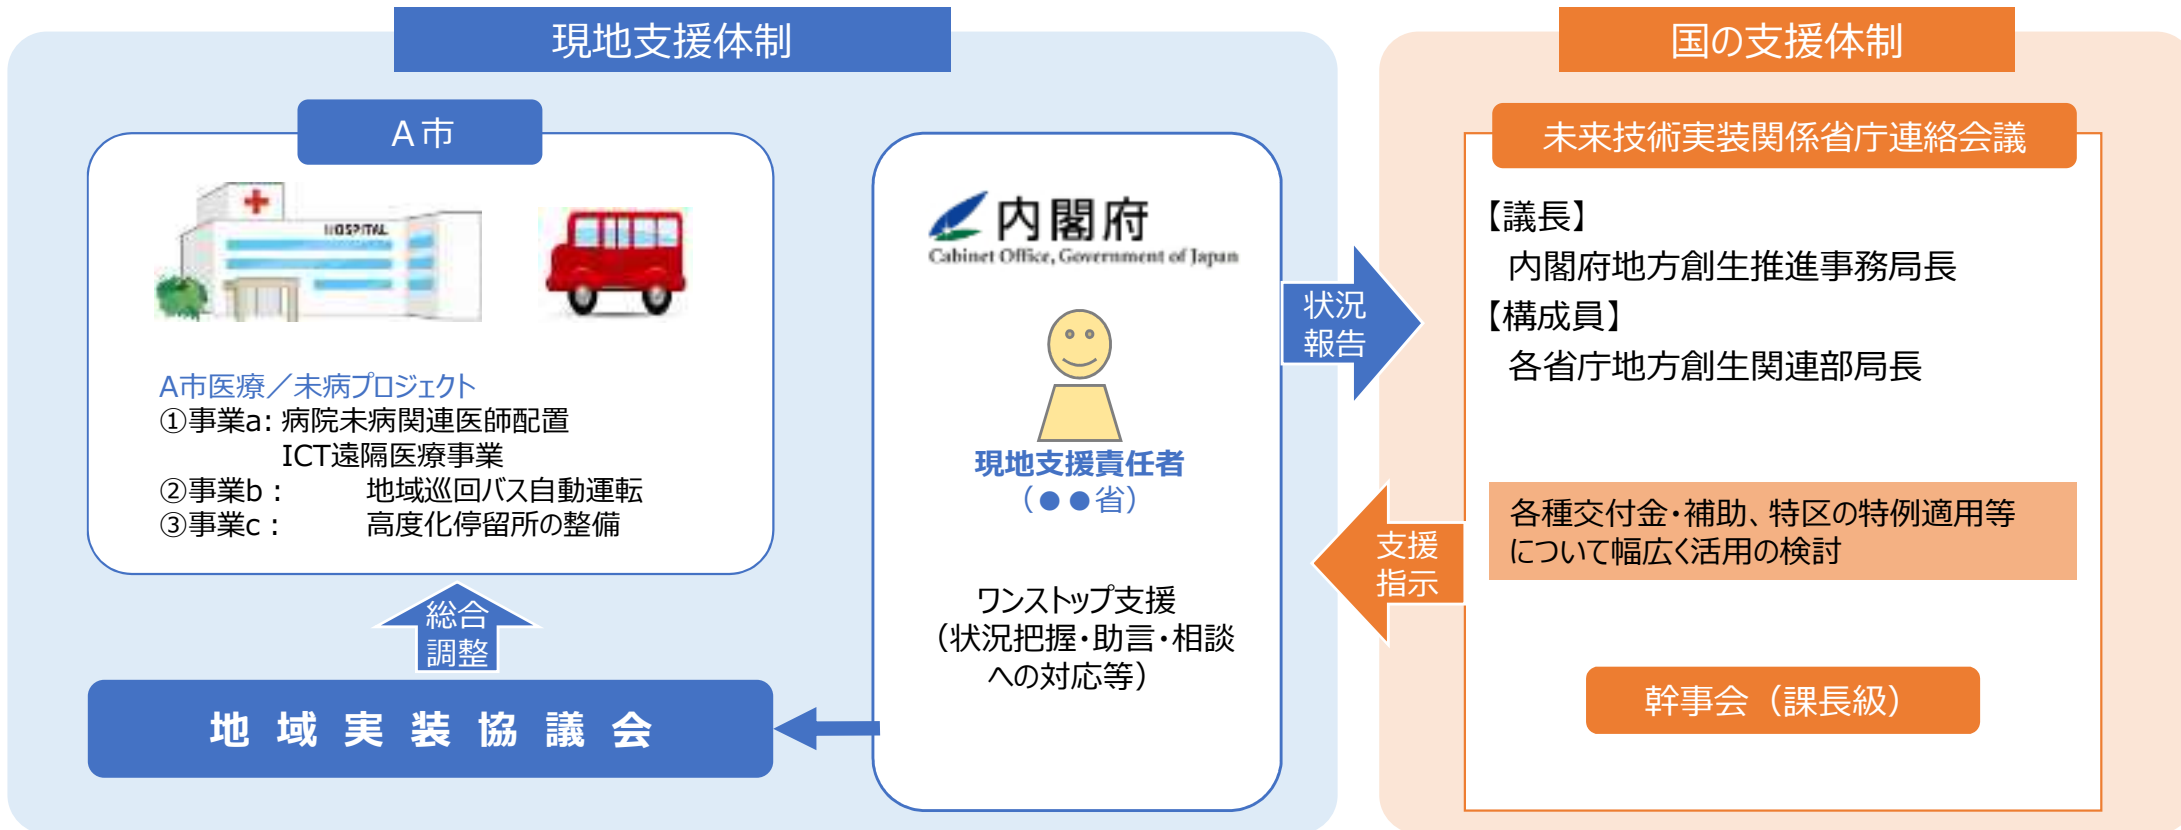 現地支援体制
A市
HOSPITAL
A市医療／未病プロジェクト
①事業a: 病院未病関連医師配置
ICT遠隔医療事業
②事業b： 地域巡回バス自動運転
③事業c： 高度化停留所の整備
総合
調整
地域実装協議会
内閣府
Cabinet Office, Government of Japan
現地支援責任者
（●●省）
ワンストップ支援
（状況把握・助言・相談
への対応等）
状況
報告
支援
指示
国の支援体制
未来技術実装関係省庁連絡会議
【議長】
内閣府地方創生推進事務局長
【構成員】
各省庁地方創生関連部局長
各種交付金・補助、特区の特例適用等
について幅広く活用の検討
幹事会（課長級）